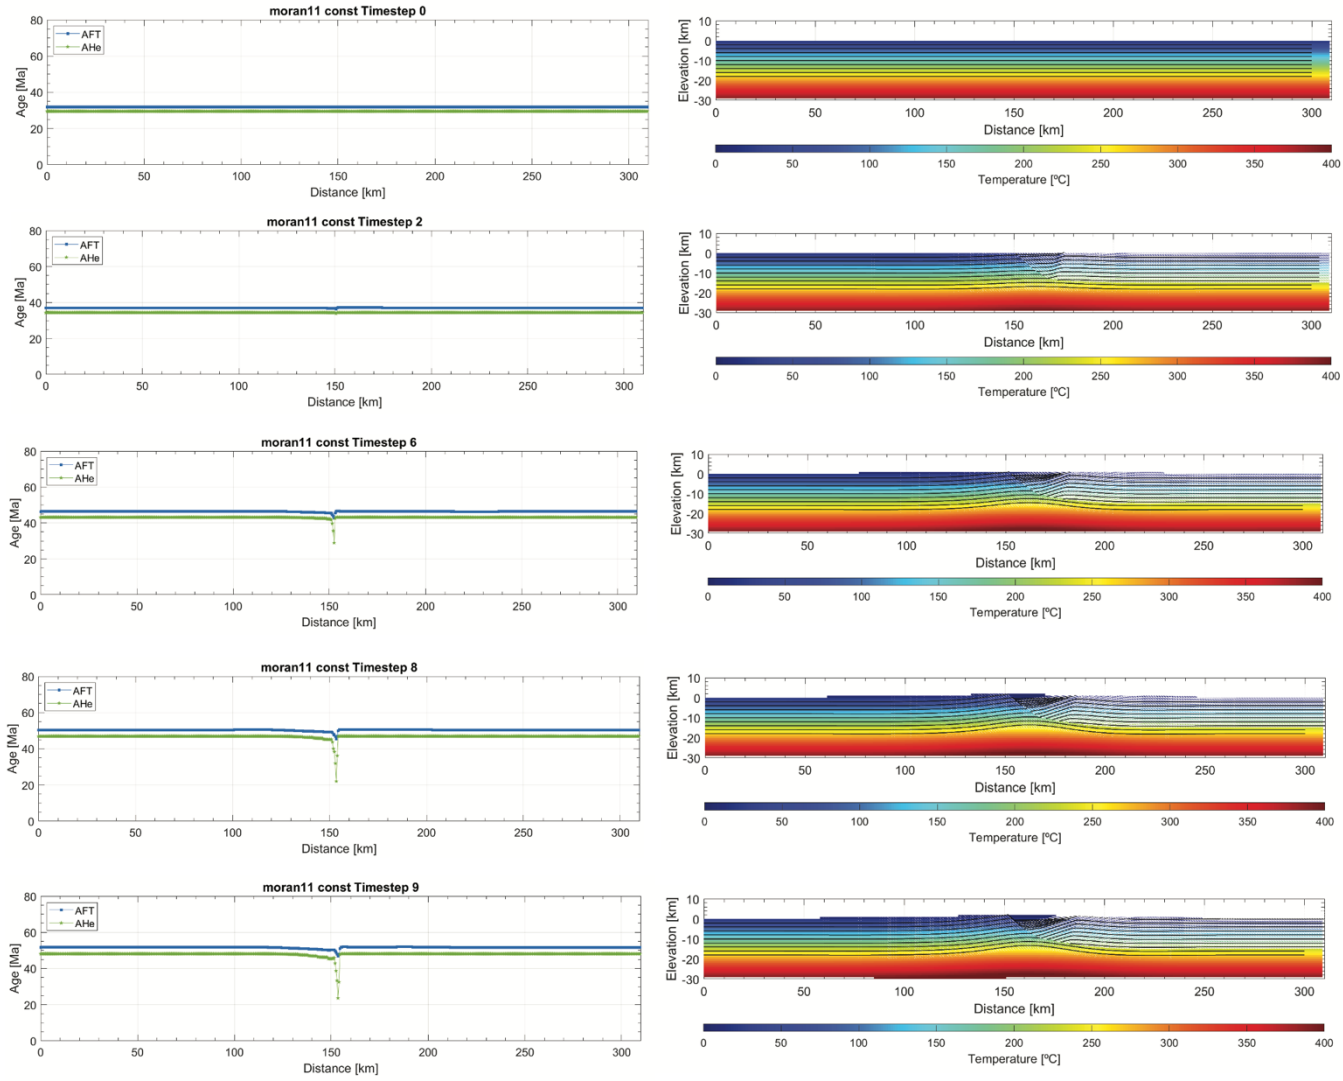 moran11 const Timestep 0
AFT
AHe
80
60
40
20
0
Age [Ma]
0 50 100 150 200 250 300
Distance [km]
10
0
-10
-20
-30
Elevation [km]
0 50 100 150 200 250 300
Distance [km]
0 50 100 150 200 250 300 350 400
Temperature [ºC]
moran11 const Timestep 2
AFT
AHe
80
60
40
20
0
Age [Ma]
0 50 100 150 200 250 300
Distance [km]
10
0
-10
-20
-30
Elevation [km]
0 50 100 150 200 250 300
Distance [km]
0 50 100 150 200 250 300 350 400
Temperature [ºC]
moran11 const Timestep 6
AFT
AHe
80
60
40
20
0
Age [Ma]
0 50 100 150 200 250 300
Distance [km]
10
0
-10
-20
-30
Elevation [km]
0 50 100 150 200 250 300
Distance [km]
0 50 100 150 200 250 300 350 400
Temperature [ºC]
moran11 const Timestep 8
AFT
AHe
80
60
40
20
0
Age [Ma]
0 50 100 150 200 250 300
Distance [km]
10
0
-10
-20
-30
Elevation [km]
0 50 100 150 200 250 300
Distance [km]
0 50 100 150 200 250 300 350 400
Temperature [ºC]
moran11 const Timestep 9
AFT
AHe
80
60
40
20
0
Age [Ma]
0 50 100 150 200 250 300
Distance [km]
10
0
-10
-20
-30
Elevation [km]
0 50 100 150 200 250 300
Distance [km]
0 50 100 150 200 250 300 350 400
Temperature [ºC]